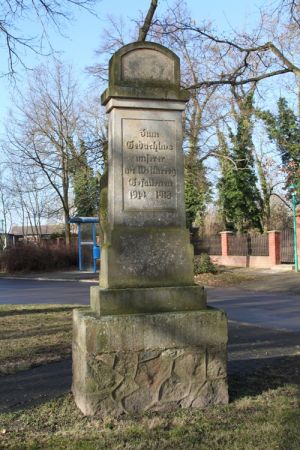 Zum
Gedächtnis
unserer
im Weltkrieg
Gefallenen
1914 1918